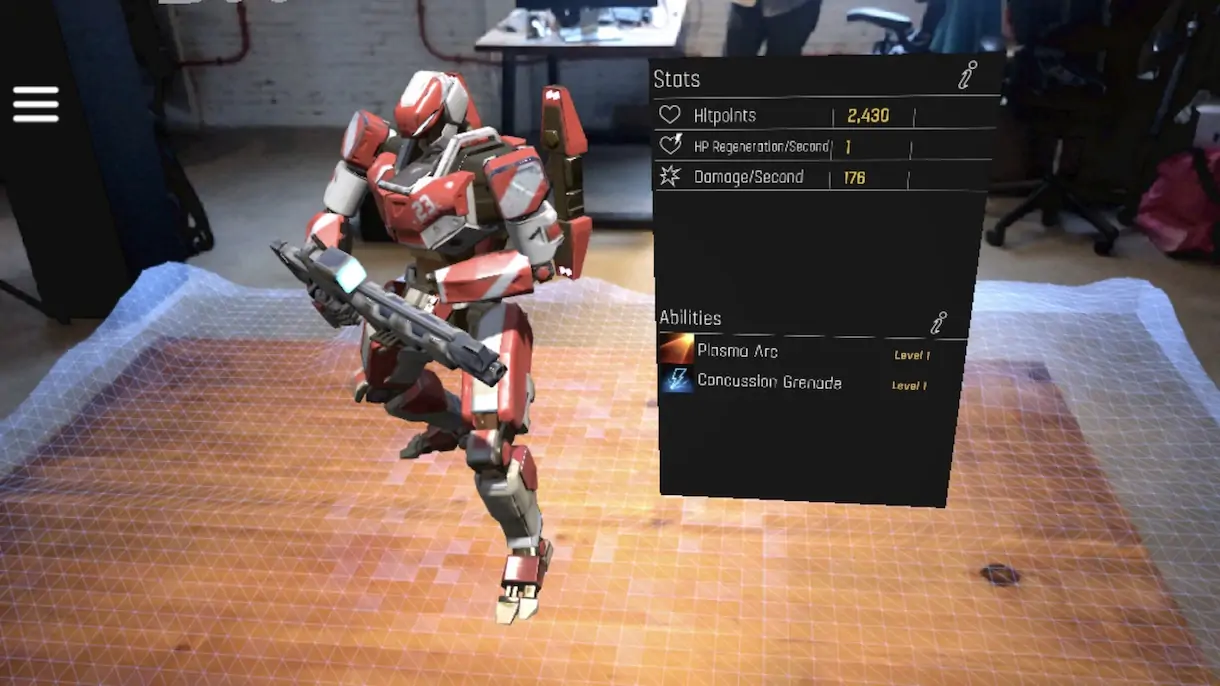 Stats
Hitpoints 2,430
HP Regeneration/Second 1
Damage/Second 176
Abilities
Plasma Arc Level 1
Concussion Grenade Level 1
23